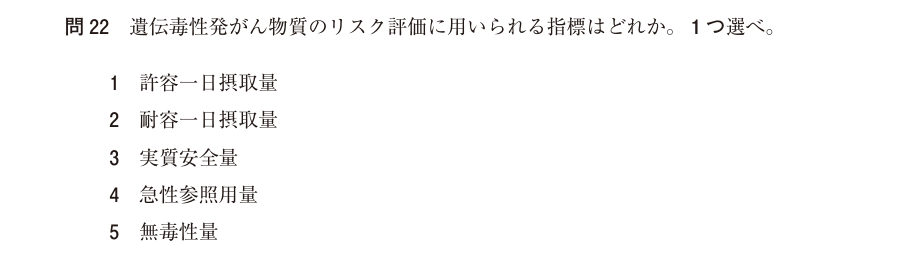 問22 遺伝毒性発がん物質のリスク評価に用いられる指標はどれか。1つ選べ。
1 許容一日摂取量
2 耐容一日摂取量
3 実質安全量
4 急性参照用量
5 無毒性量